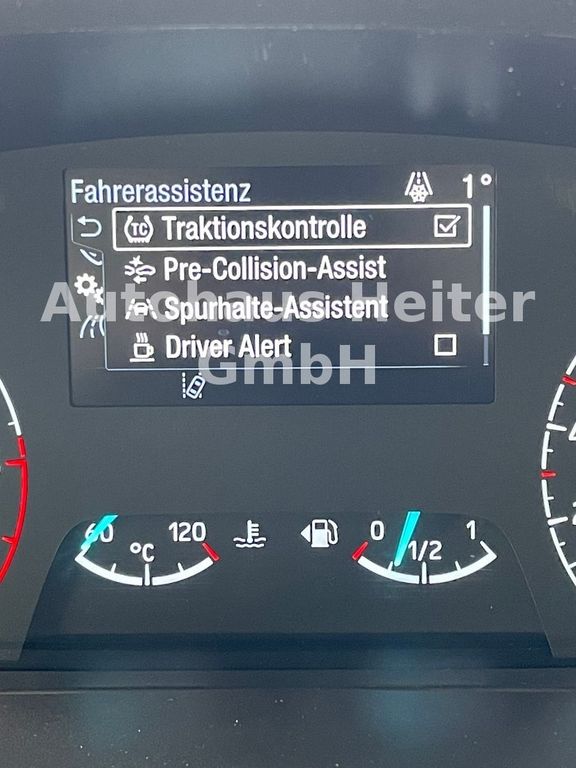 Fahrerassistenz 1°
TC Traktionskontrolle
Pre-Collision-Assist
Spurhalte-Assistent
Driver Alert
Autohaus Heiter
GmbH
60 120 0 1
°C 1/2